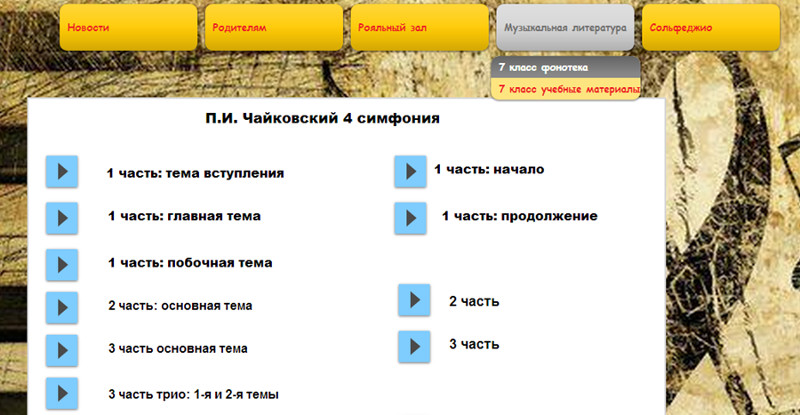 Новости
Родителям
Рояльный зал
Музыкальная литература
Сольфеджио
7 класс фонотека
7 класс учебные материалы
П.И. Чайковский 4 симфония
1 часть: тема вступления
1 часть: главная тема
1 часть: побочная тема
2 часть: основная тема
3 часть основная тема
3 часть трио: 1-я и 2-я темы
1 часть: начало
1 часть: продолжение
2 часть
3 часть